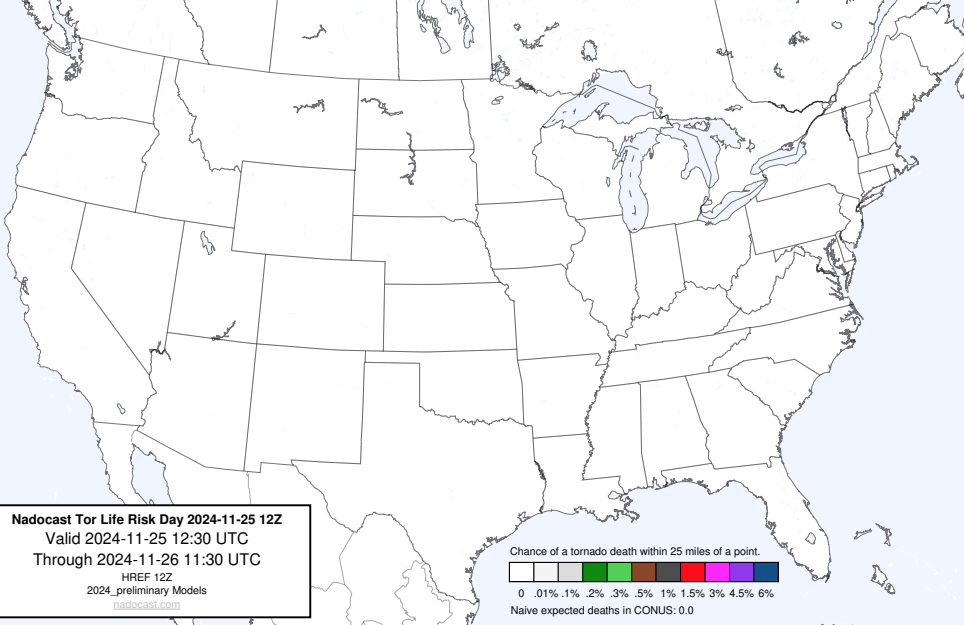 Nadocast Tor Life Risk Day 2024-11-25 12Z
Valid 2024-11-25 12:30 UTC
Through 2024-11-26 11:30 UTC
HREF 12Z
2024_preliminary Models
nadocast.com
Chance of a tornado death within 25 miles of a point.
0 .01% .1% .2% .3% .5% 1% 1.5% 3% 4.5% 6%
Naive expected deaths in CONUS: 0.0